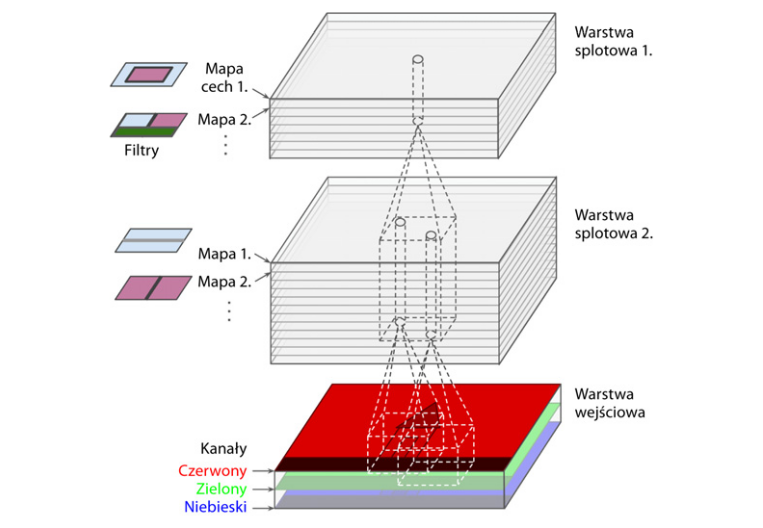 Warstwa
splotowa 1.
Mapa
cech 1.
Mapa 2.
Filtry
Warstwa
splotowa 2.
Mapa 1.
Mapa 2.
Warstwa
wejściowa
Kanały
Czerwony
Zielony
Niebieski